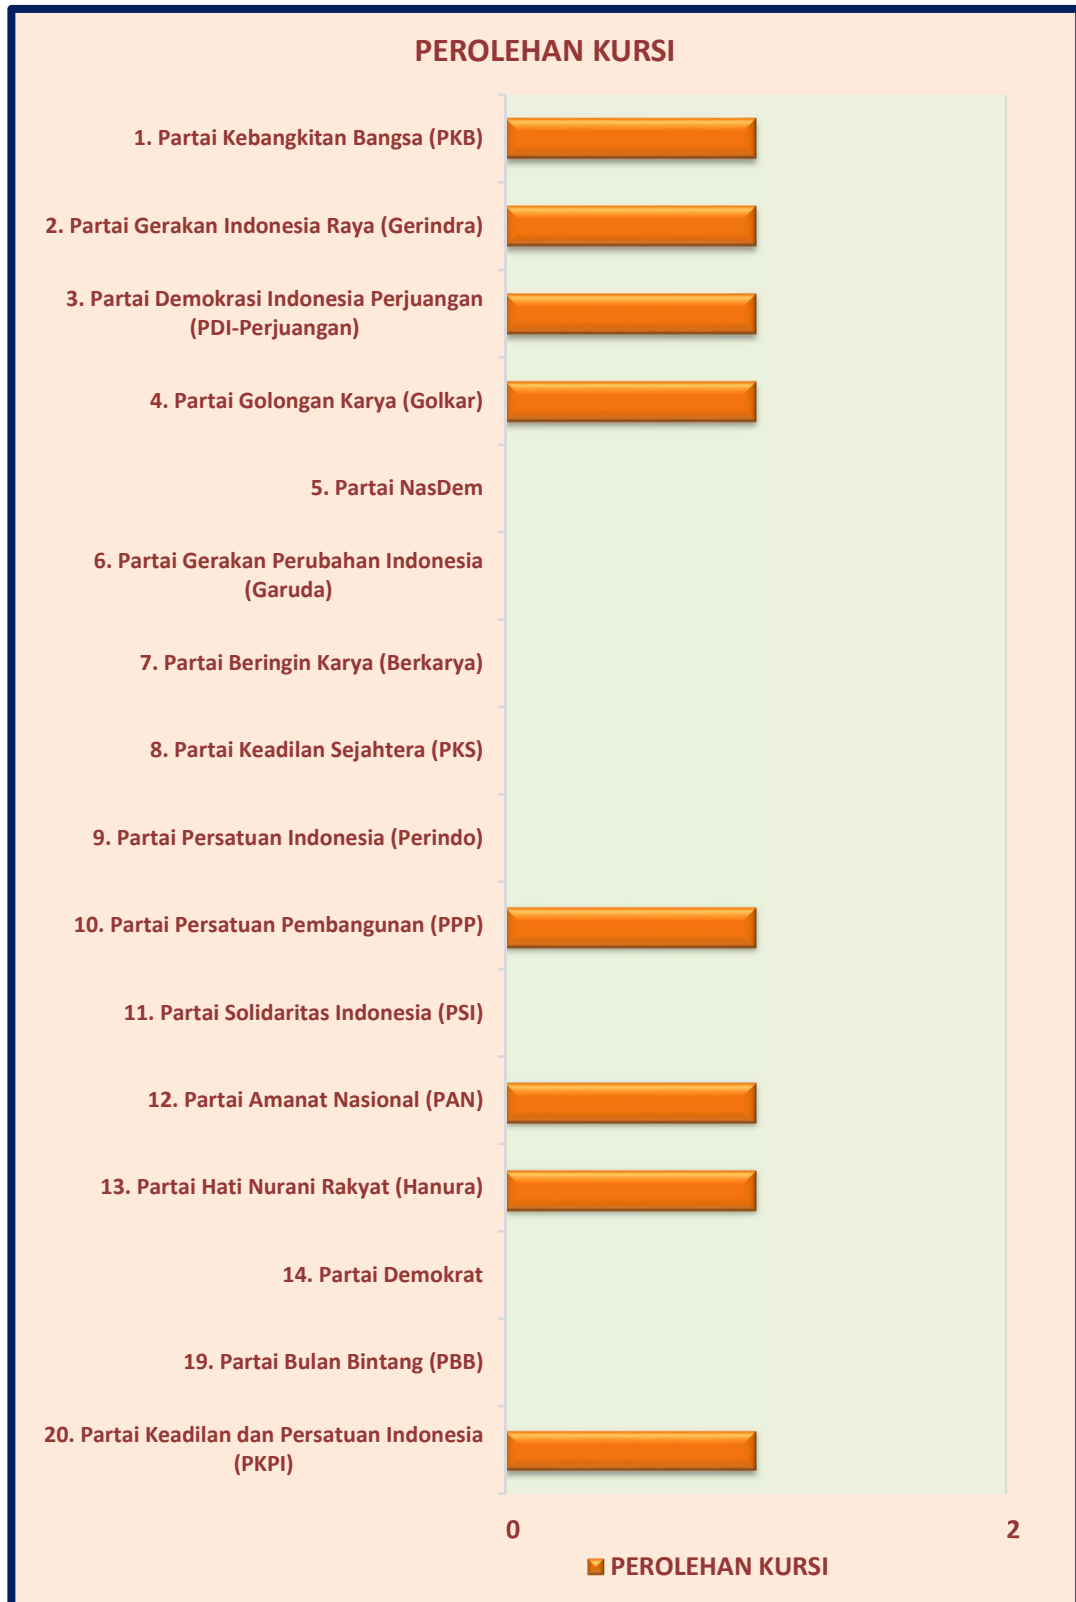 PEROLEHAN KURSI
1. Partai Kebangkitan Bangsa (PKB)
2. Partai Gerakan Indonesia Raya (Gerindra)
3. Partai Demokrasi Indonesia Perjuangan
(PDI-Perjuangan)
4. Partai Golongan Karya (Golkar)
5. Partai NasDem
6. Partai Gerakan Perubahan Indonesia
(Garuda)
7. Partai Beringin Karya (Berkarya)
8. Partai Keadilan Sejahtera (PKS)
9. Partai Persatuan Indonesia (Perindo)
10. Partai Persatuan Pembangunan (PPP)
11. Partai Solidaritas Indonesia (PSI)
12. Partai Amanat Nasional (PAN)
13. Partai Hati Nurani Rakyat (Hanura)
14. Partai Demokrat
19. Partai Bulan Bintang (PBB)
20. Partai Keadilan dan Persatuan Indonesia
(PKPI)
0 2
PEROLEHAN KURSI